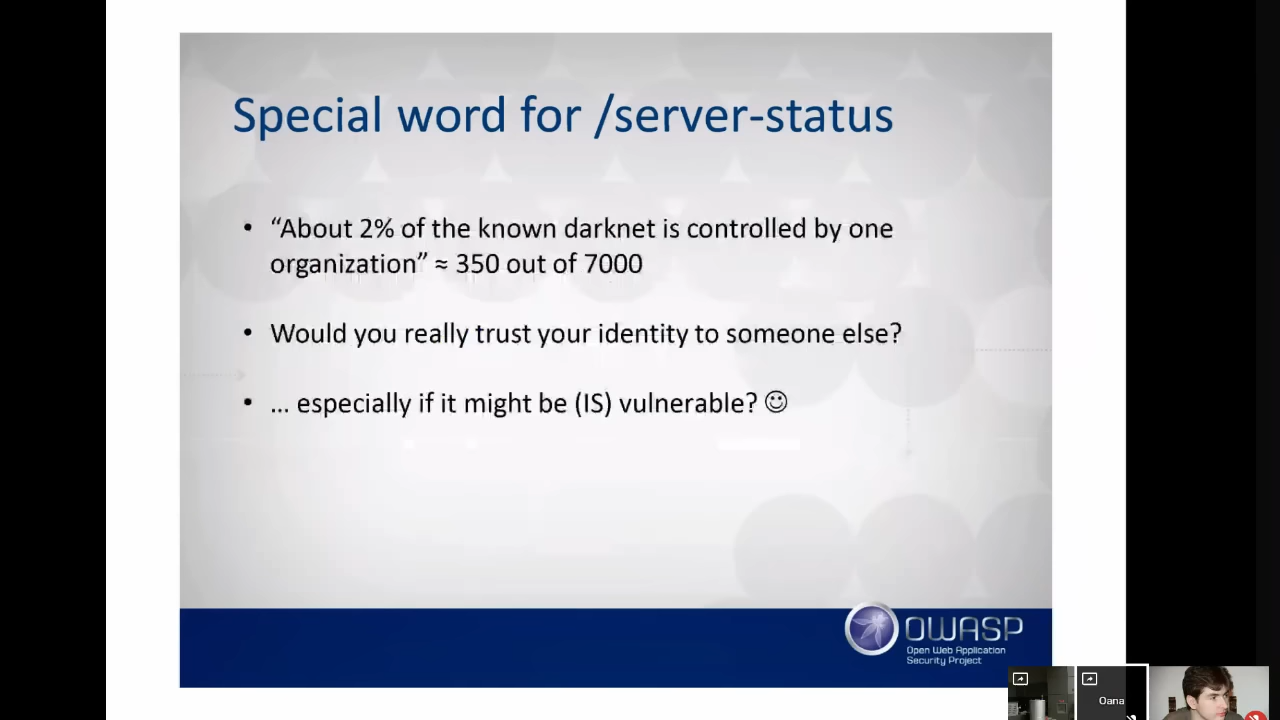 Special word for /server-status
• “About 2% of the known darknet is controlled by one
organization” ≈ 350 out of 7000
• Would you really trust your identity to someone else?
• ... especially if it might be (IS) vulnerable? ☺
OWASP
Open Web Application
Security Project
Oana